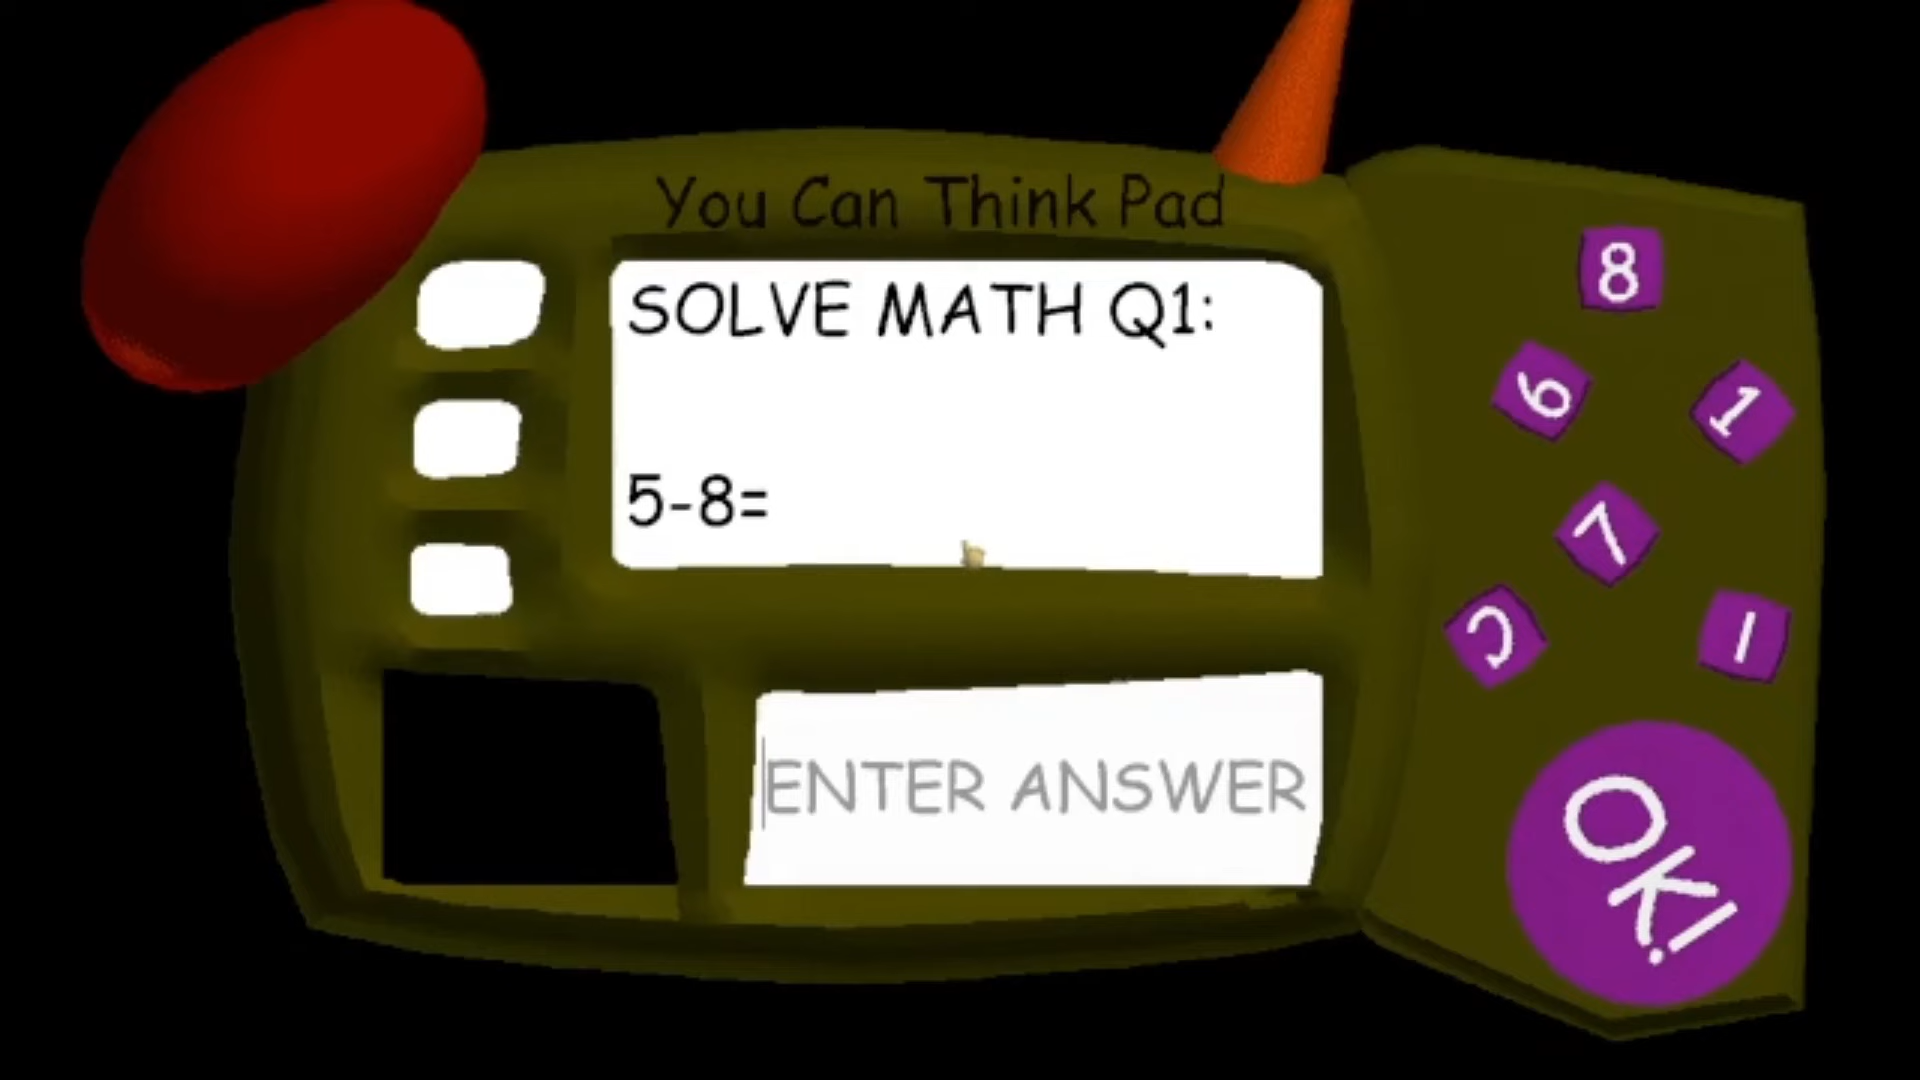 You Can Think Pad
SOLVE MATH Q1:
5-8=
ENTER ANSWER
8
6
1
7
C
OK!